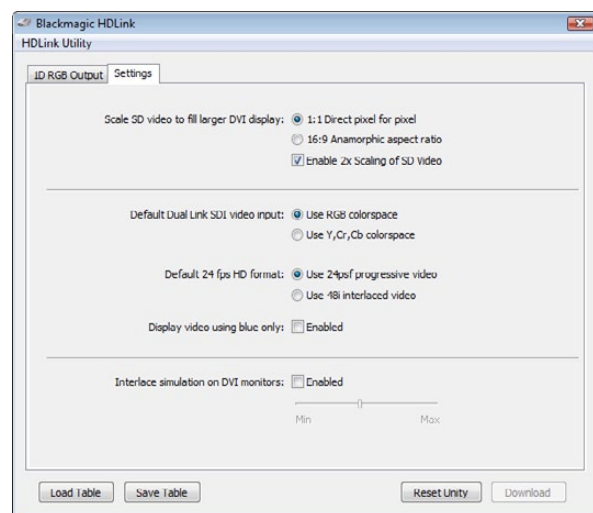 Blackmagic HDLink
HDLink Utility
1D RGB Output Settings
Scale SD video to fill larger DVI display: 1:1 Direct pixel for pixel
16:9 Anamorphic aspect ratio
Enable 2x Scaling of SD Video
Default Dual Link SDI video input: Use RGB colorspace
Use Y,Cr,Cb colorspace
Default 24 fps HD format: Use 24psf progressive video
Use 48i interlaced video
Display video using blue only: Enabled
Interlace simulation on DVI monitors: Enabled
Min Max
Load Table Save Table Reset Unity Download